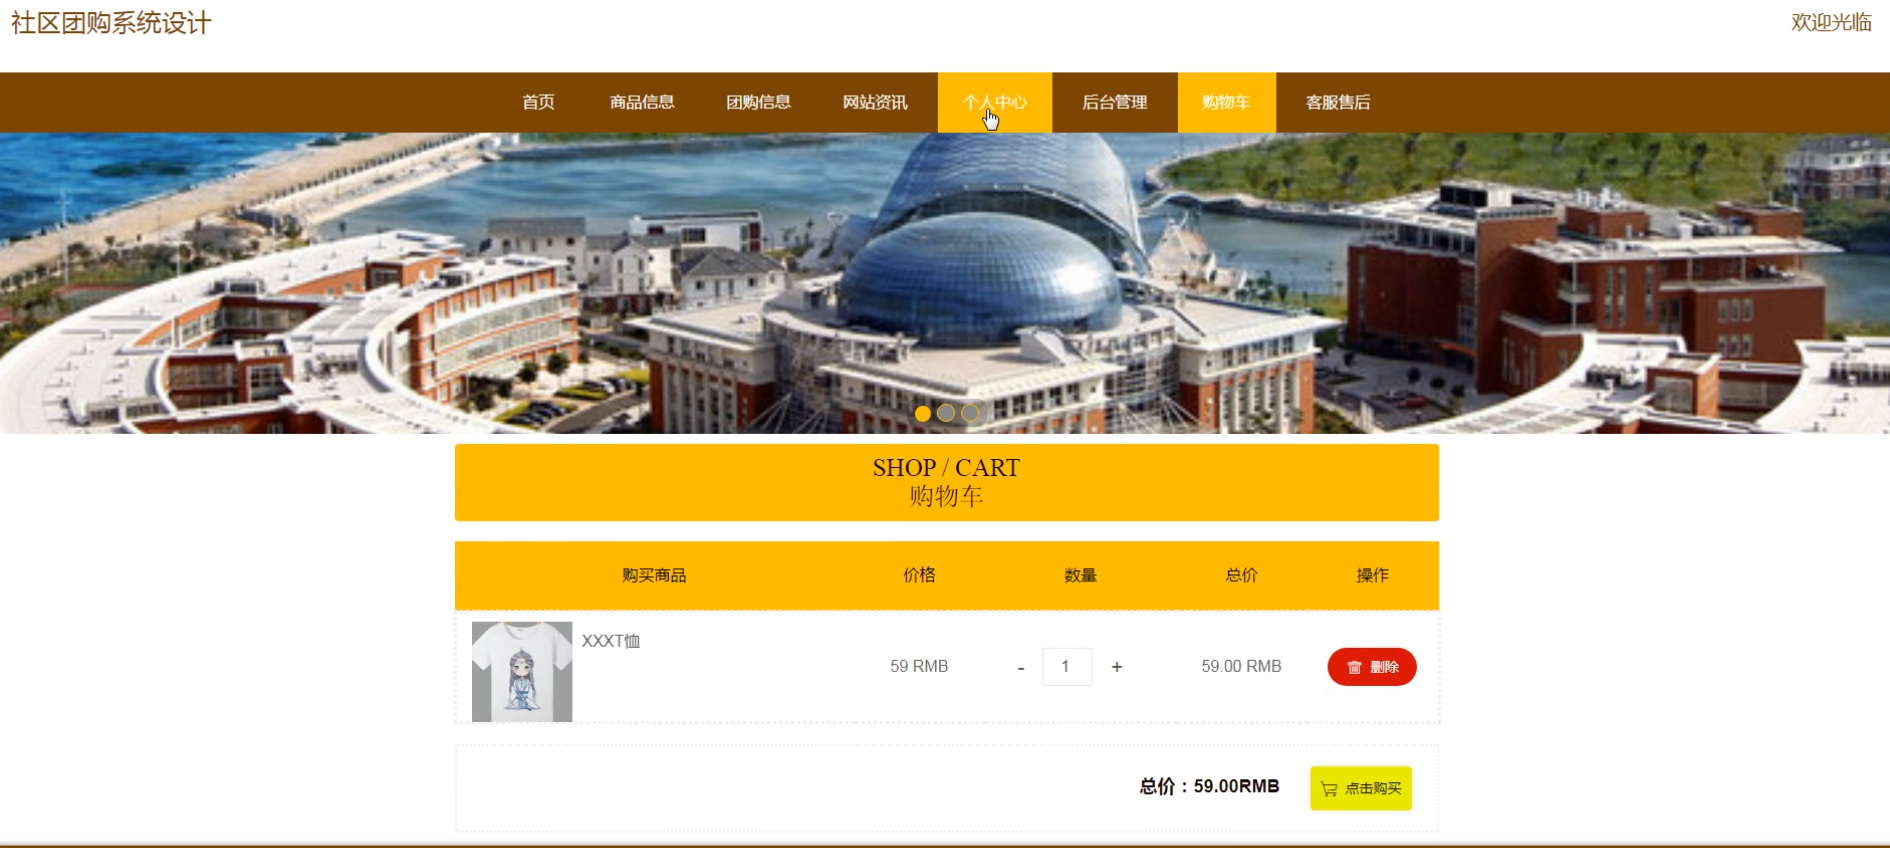 社区团购系统设计
欢迎光临
首页 商品信息 团购信息 网站资讯 个人中心 后台管理 购物车 客服售后
SHOP / CART
购物车
购买商品 价格 数量 总价 操作
XXXT恤
59 RMB - 1 + 59.00 RMB 删除
总价：59.00RMB 点击购买